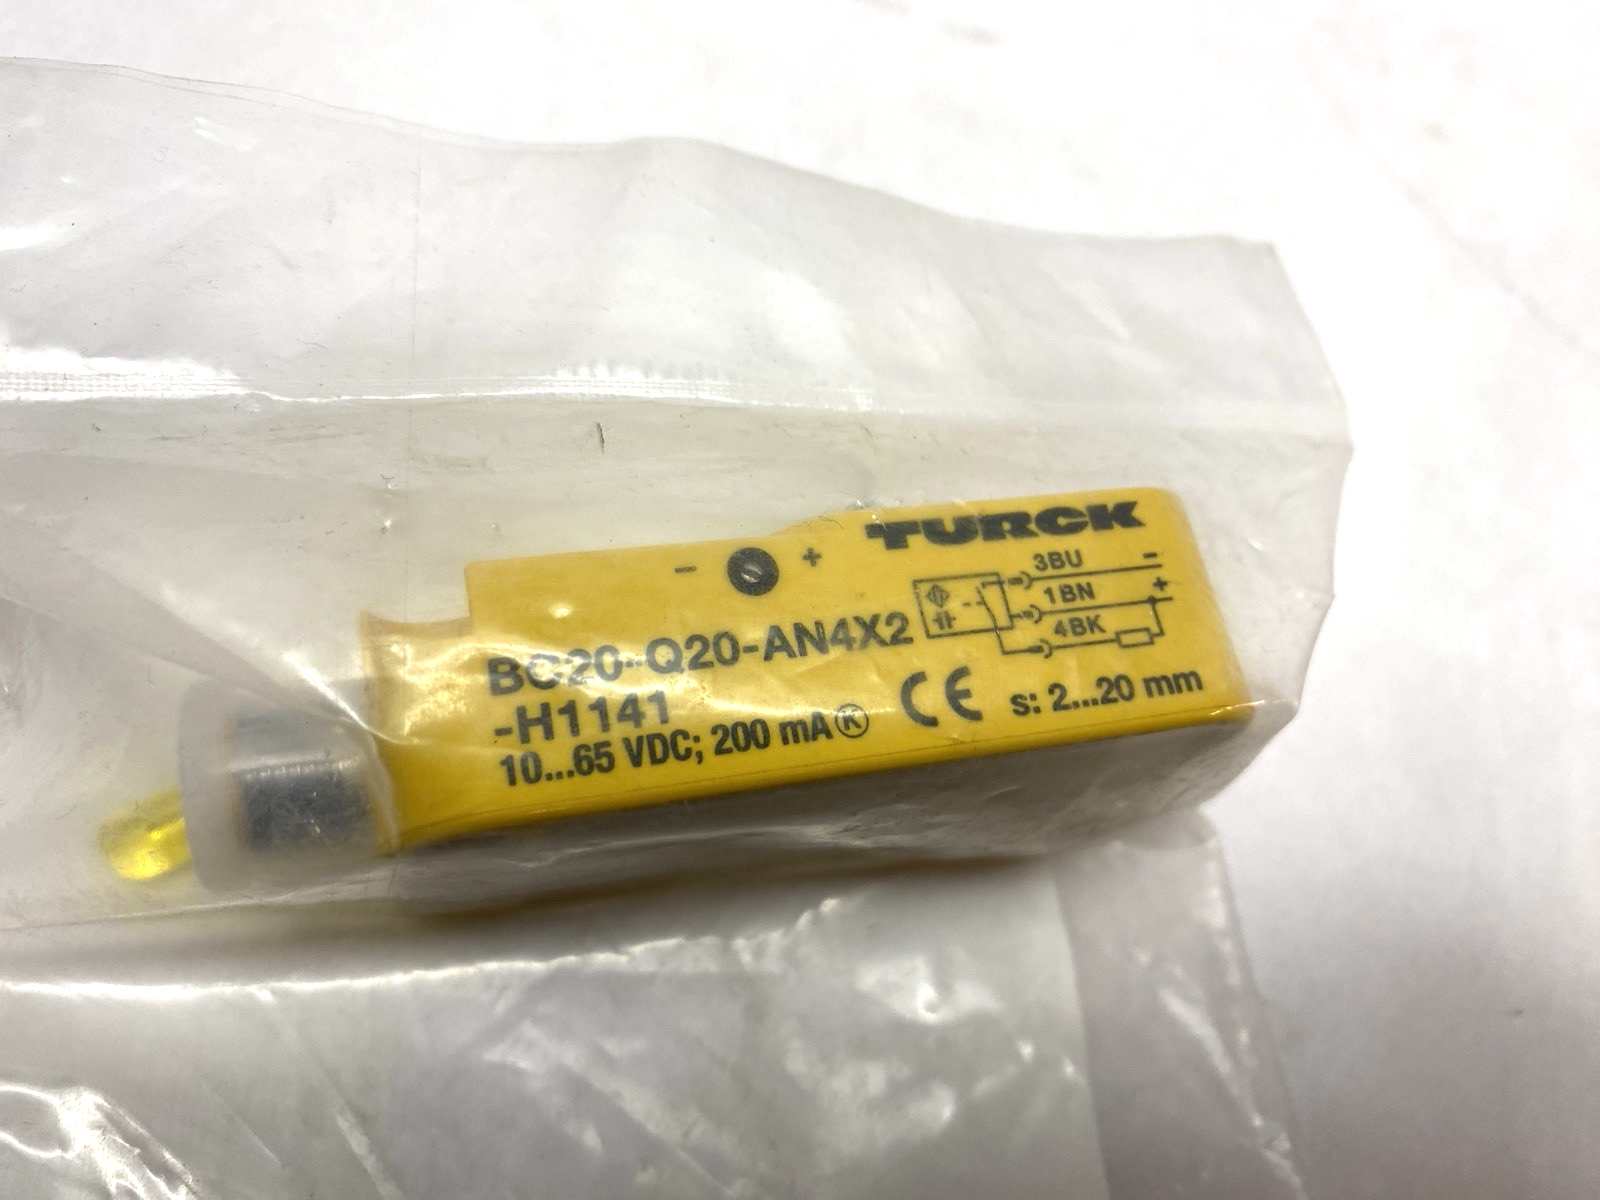 TURCK
- +
3BU -
1BN +
4BK
BC20-Q20-AN4X2
-H1141
10...65 VDC; 200 mA Ⓚ CE s: 2...20 mm